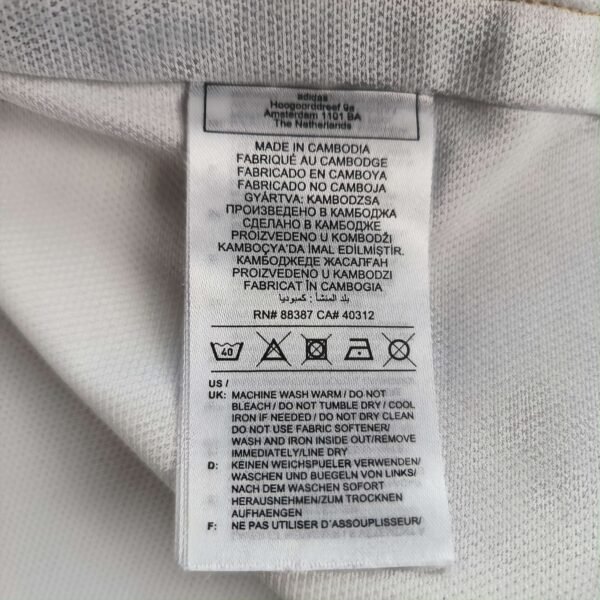 adidas
Hoogoorddreef 9a
Amsterdam 1101 BA
The Netherlands
MADE IN CAMBODIA
FABRIQUÉ AU CAMBODGE
FABRICADO EN CAMBOYA
FABRICADO NO CAMBOJA
GYÁRTVA: KAMBODZSA
ПРОИЗВЕДЕНО В КАМБОДЖА
СДЕЛАНО В КАМБОДЖЕ
PROIZVEDENO U KOMBODŽI
KAMBOÇYA'DA İMAL EDİLMİŞTİR.
КАМБОДЖЕДЕ ЖАСАЛҒАН
PROIZVEDENO U KAMBODZI
FABRICAT ÎN CAMBOGIA
بلد المنشأ : كمبوديا
RN# 88387 CA# 40312
40
US /
UK: MACHINE WASH WARM / DO NOT
BLEACH / DO NOT TUMBLE DRY / COOL
IRON IF NEEDED / DO NOT DRY CLEAN
DO NOT USE FABRIC SOFTENER/
WASH AND IRON INSIDE OUT/REMOVE
IMMEDIATELY/LINE DRY
D: KEINEN WEICHSPUELER VERWENDEN/
WASCHEN UND BUEGELN VON LINKS/
NACH DEM WASCHEN SOFORT
HERAUSNEHMEN/ZUM TROCKNEN
AUFHAENGEN
F: NE PAS UTILISER D'ASSOUPLISSEUR/